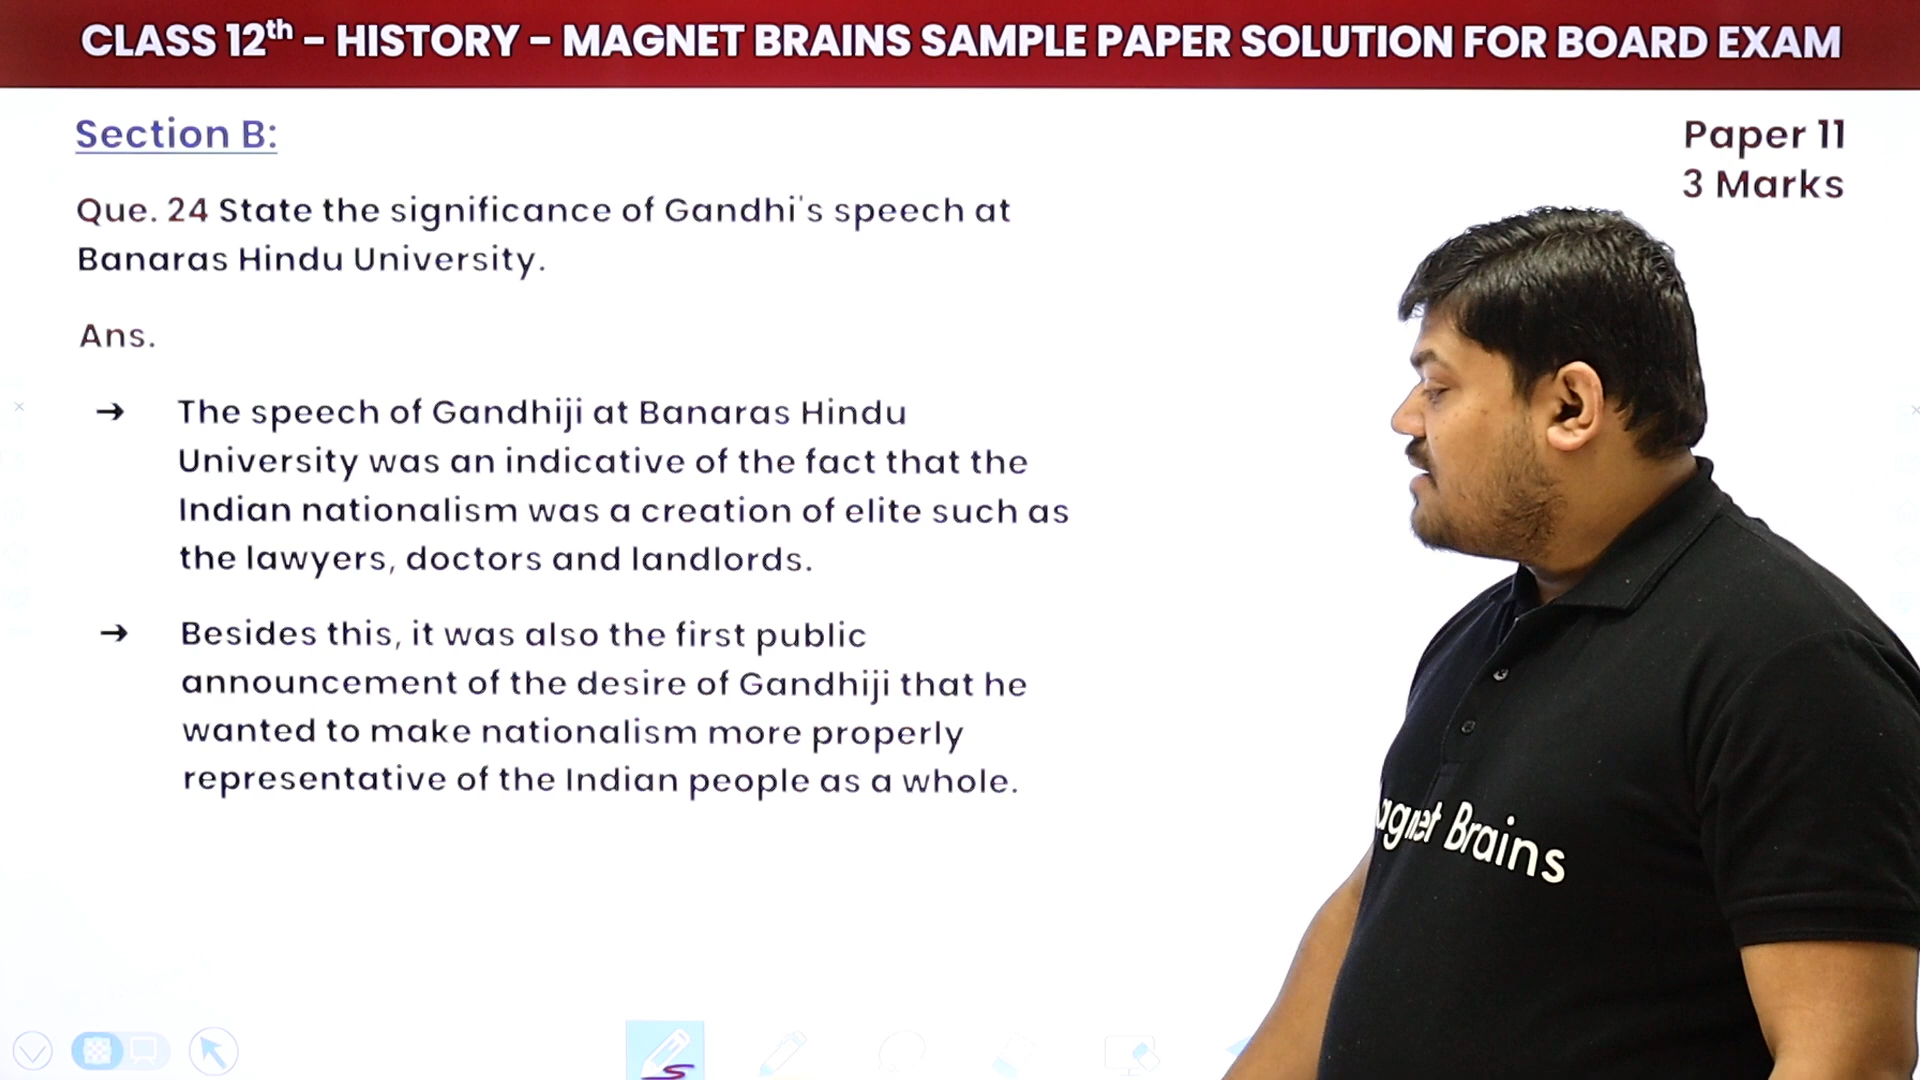 CLASS 12th – HISTORY – MAGNET BRAINS SAMPLE PAPER SOLUTION FOR BOARD EXAM
Section B:
Paper 11
3 Marks
Que. 24 State the significance of Gandhi's speech at
Banaras Hindu University.
Ans.
➔ The speech of Gandhiji at Banaras Hindu
University was an indicative of the fact that the
Indian nationalism was a creation of elite such as
the lawyers, doctors and landlords.
➔ Besides this, it was also the first public
announcement of the desire of Gandhiji that he
wanted to make nationalism more properly
representative of the Indian people as a whole.
agnet Brains